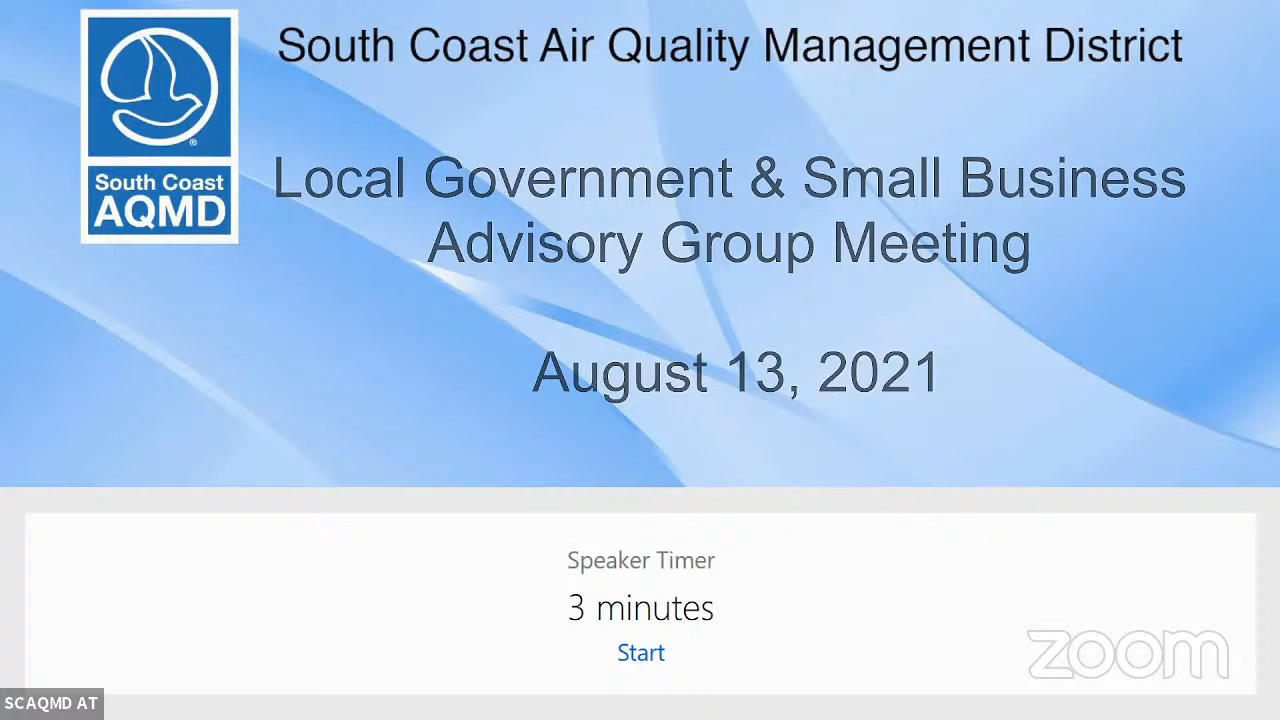 South Coast Air Quality Management District
South Coast
AQMD
®
Local Government & Small Business
Advisory Group Meeting
August 13, 2021
Speaker Timer
3 minutes
Start
zoom
SCAQMD AT